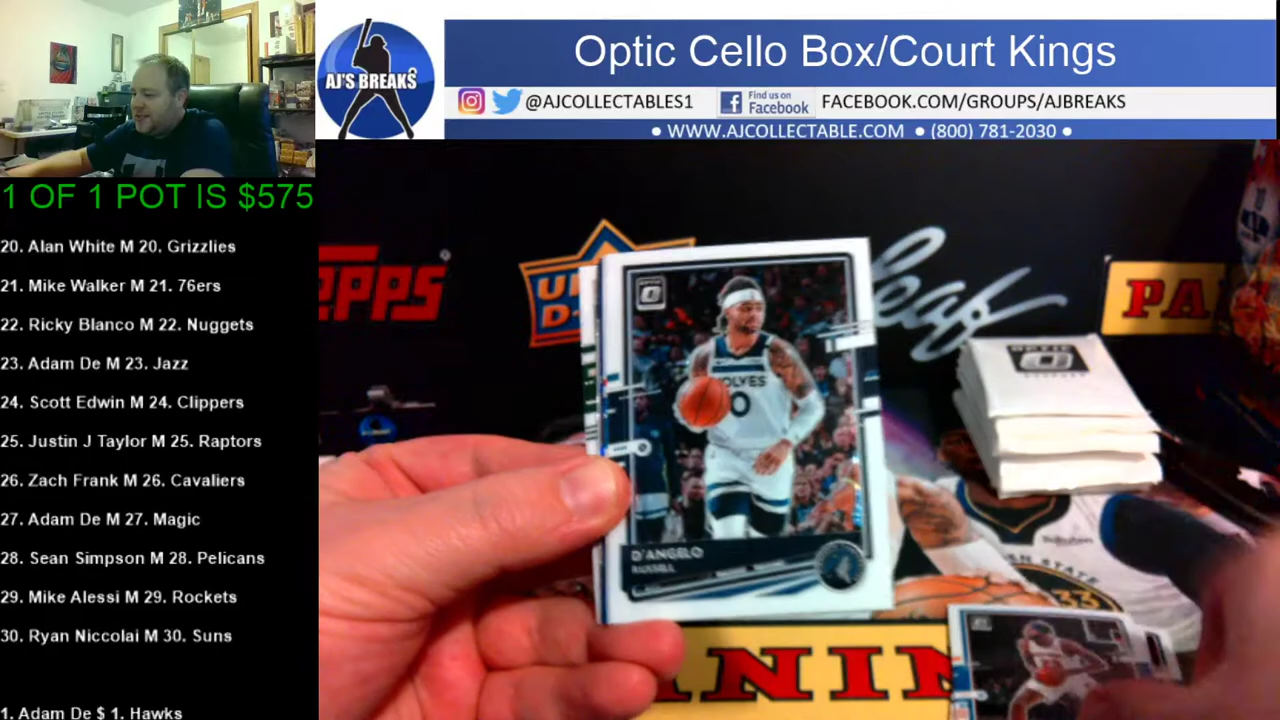 Optic Cello Box/Court Kings
AJ'S BREAKS
@AJCOLLECTABLES1
Find us on
Facebook
FACEBOOK.COM/GROUPS/AJBREAKS
● WWW.AJCOLLECTABLE.COM ● (800) 781-2030 ●
1 OF 1 POT IS $575
20. Alan White M 20. Grizzlies
21. Mike Walker M 21. 76ers
22. Ricky Blanco M 22. Nuggets
23. Adam De M 23. Jazz
24. Scott Edwin M 24. Clippers
25. Justin J Taylor M 25. Raptors
26. Zach Frank M 26. Cavaliers
27. Adam De M 27. Magic
28. Sean Simpson M 28. Pelicans
29. Mike Alessi M 29. Rockets
30. Ryan Niccolai M 30. Suns
1. Adam De $ 1. Hawks
OPTIC
WOLVES
0
D'ANGELO
RUSSELL
33